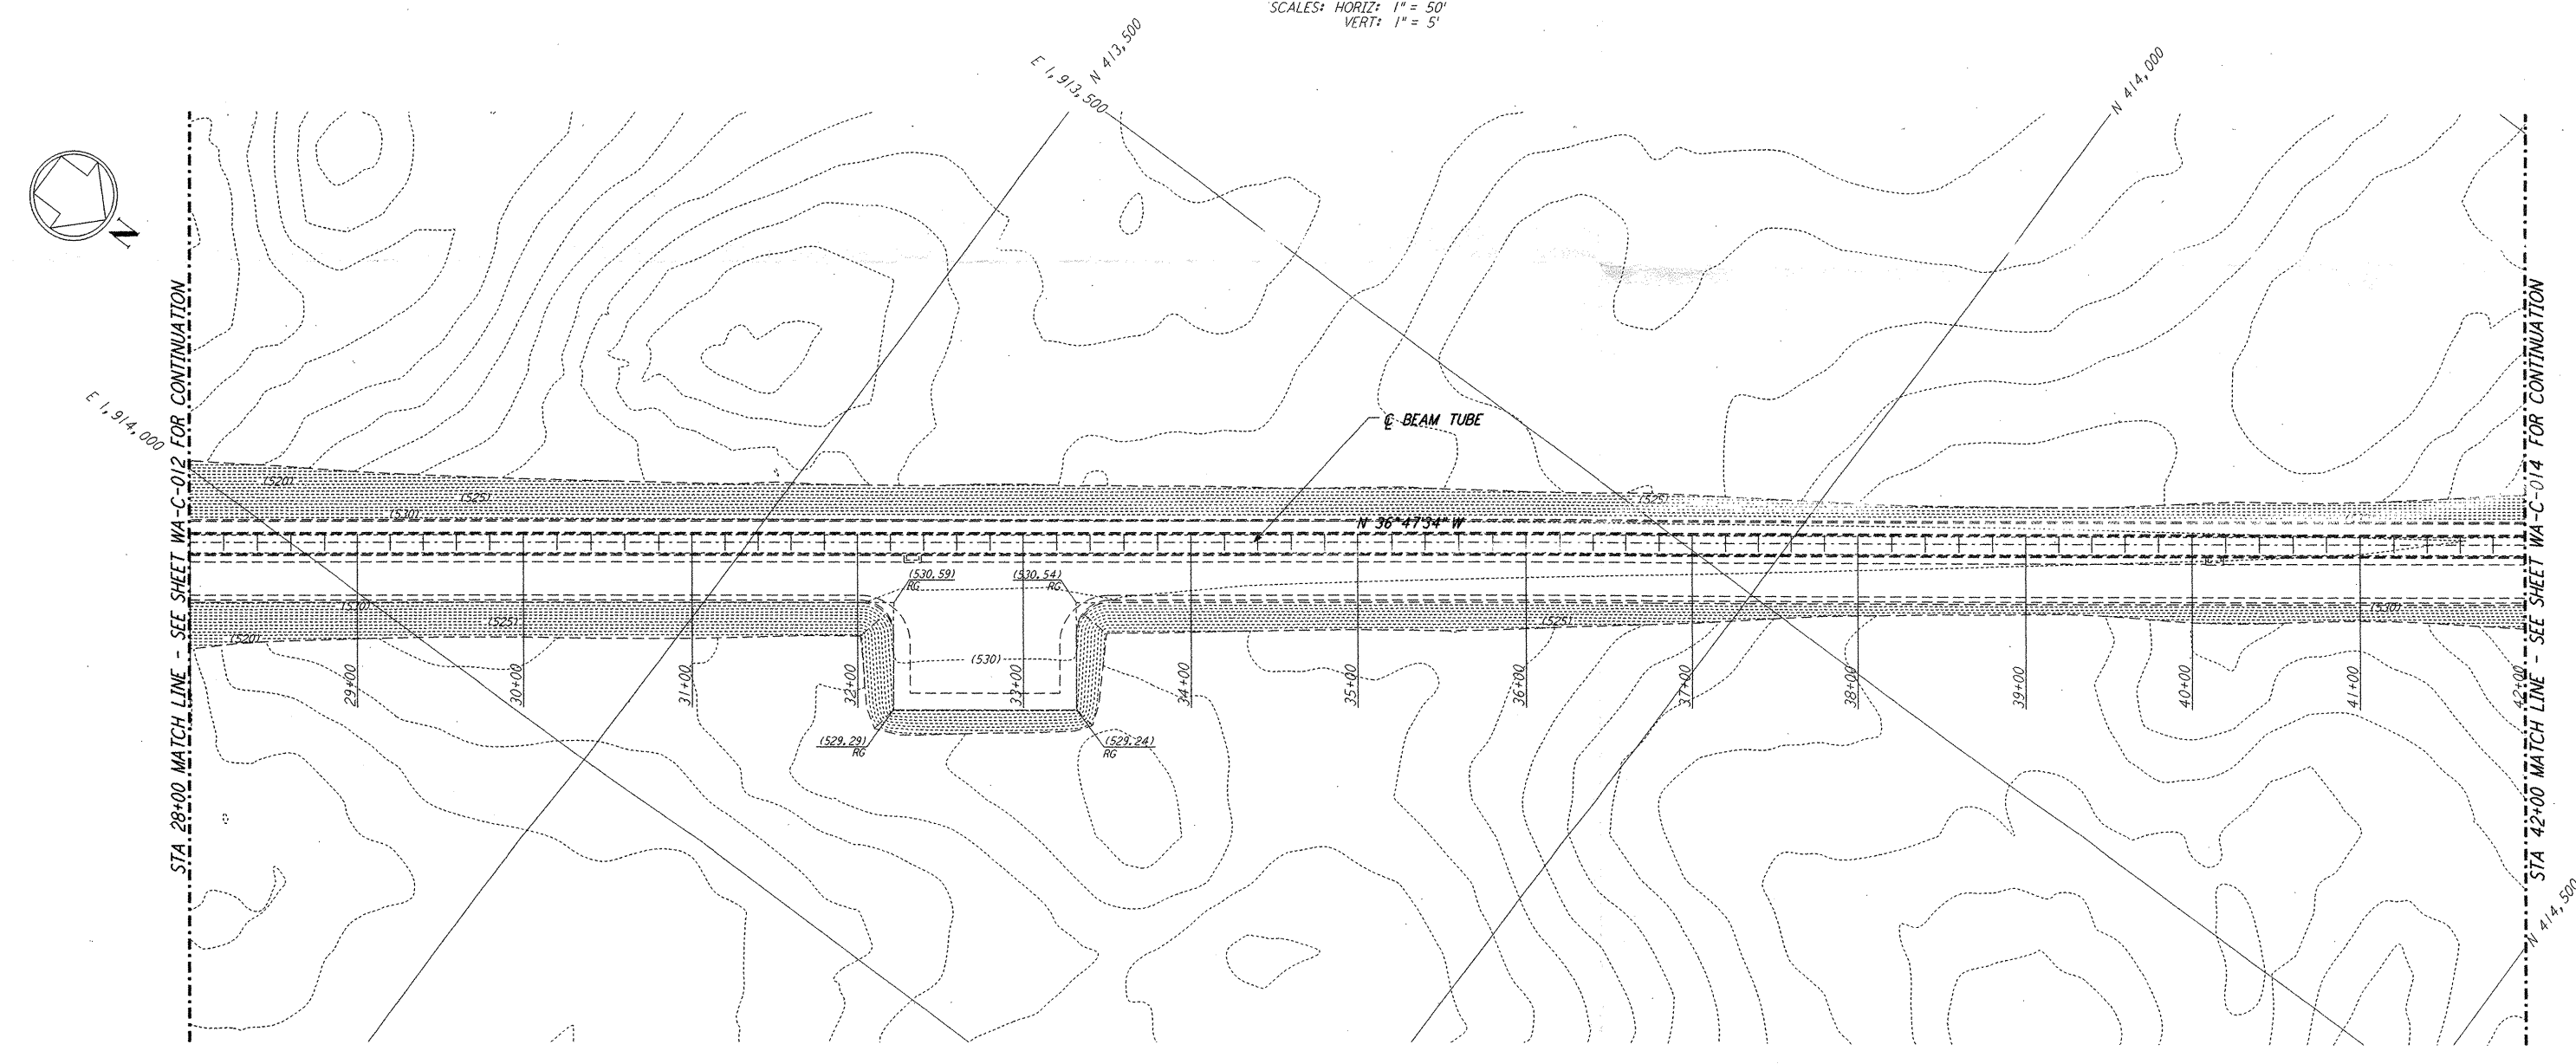 SCALES: HORIZ: 1" = 50'
VERT: 1" = 5'
E 1,913,500
N 413,500
N 414,000
N
E 1,914,000
STA 28+00 MATCH LINE - SEE SHEET WA-C-012 FOR CONTINUATION
STA 42+00 MATCH LINE - SEE SHEET WA-C-014 FOR CONTINUATION
℄ BEAM TUBE
(520)
(525)
(530)
(525)
N 36°47'34" W
(530.59)
RG
(530.54)
RG
(530)
(525)
(520)
(525)
(530)
(530)
29+00
30+00
31+00
32+00
33+00
34+00
35+00
36+00
37+00
38+00
39+00
40+00
41+00
42+00
(529.29)
RG
(529.24)
RG
N 414,500